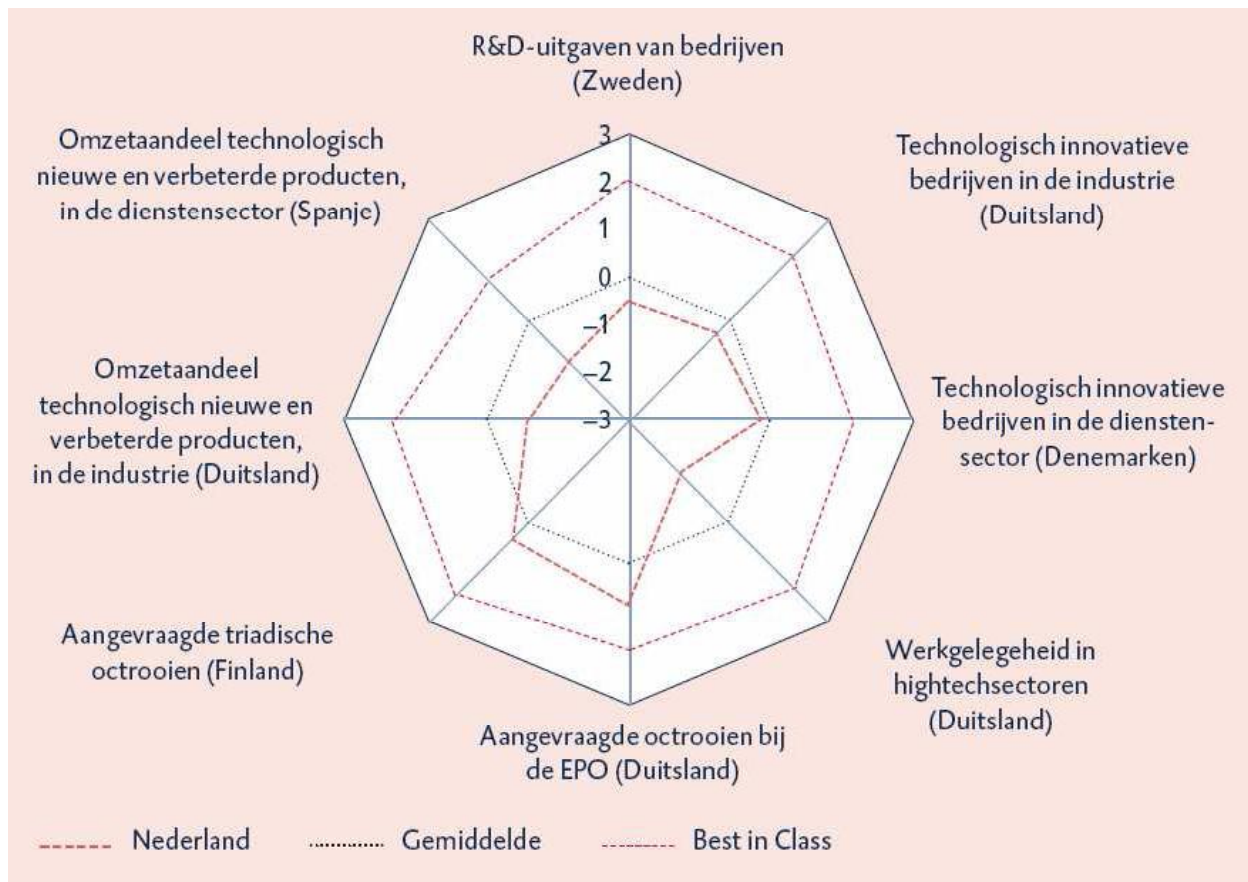 R&D-uitgaven van bedrijven
(Zweden)
Omzetaandeel technologisch
nieuwe en verbeterde producten,
in de dienstensector (Spanje)
Technologisch innovatieve
bedrijven in de industrie
(Duitsland)
3
2
1
0
–1
–2
–3
Omzetaandeel
technologisch nieuwe en
verbeterde producten,
in de industrie (Duitsland)
Technologisch innovatieve
bedrijven in de diensten-
sector (Denemarken)
Aangevraagde triadische
octrooien (Finland)
Werkgelegeheid in
hightechsectoren
(Duitsland)
Aangevraagde octrooien bij
de EPO (Duitsland)
Nederland
Gemiddelde
Best in Class